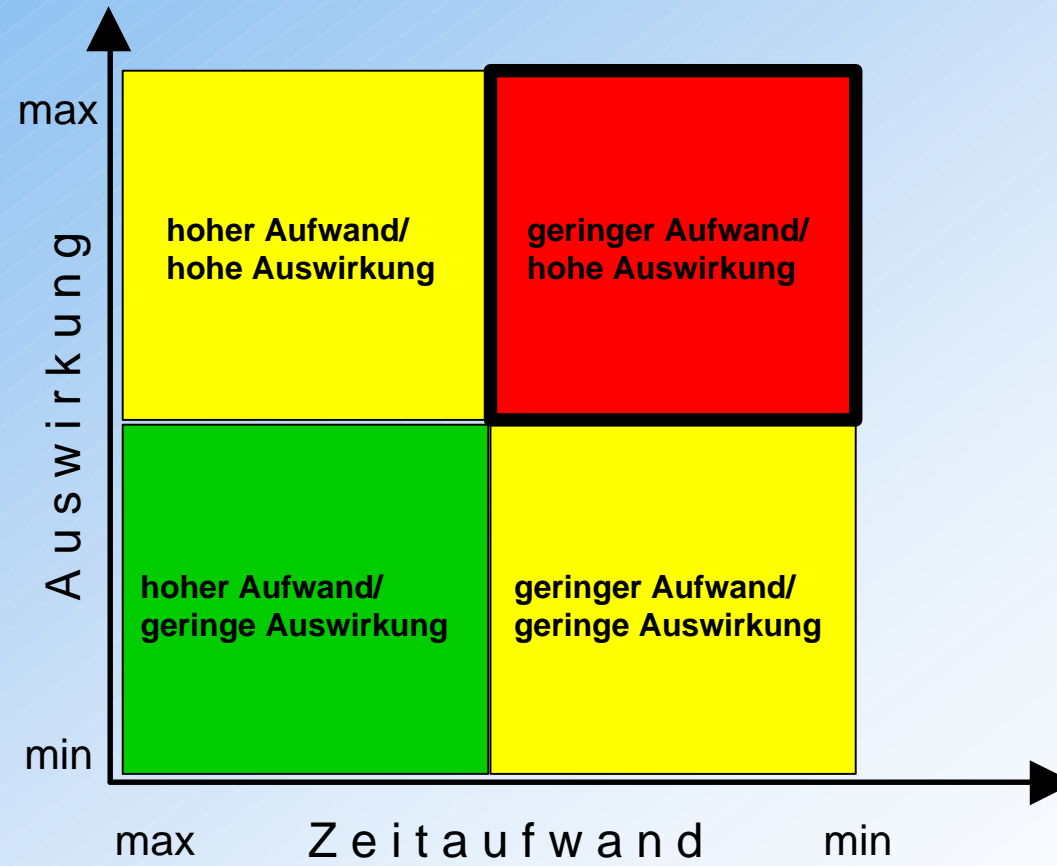 max
Auswirkung
hoher Aufwand/
hohe Auswirkung
geringer Aufwand/
hohe Auswirkung
hoher Aufwand/
geringe Auswirkung
geringer Aufwand/
geringe Auswirkung
min
max
Zeitaufwand
min